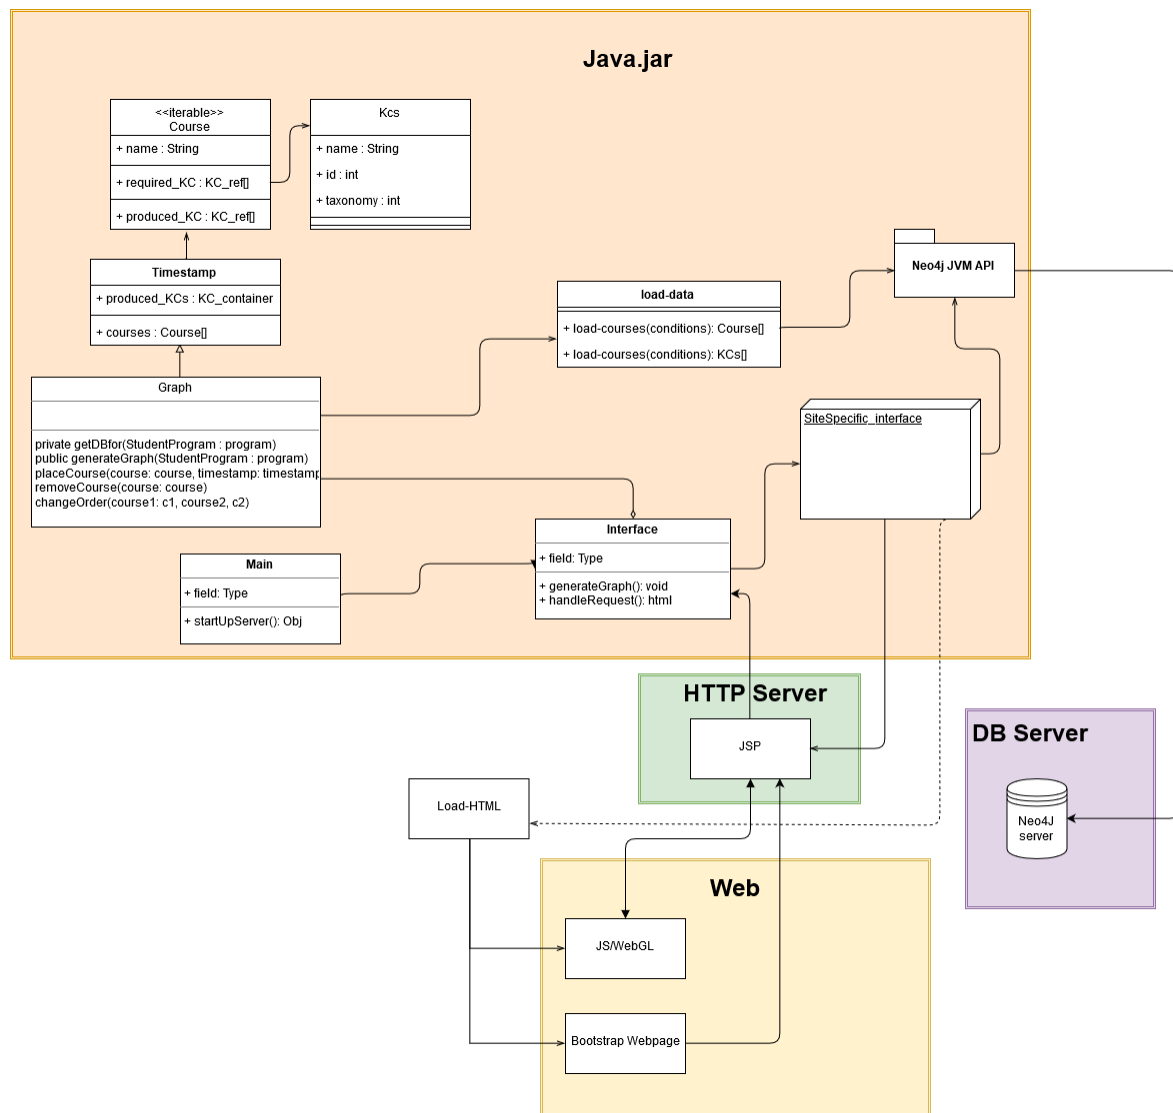 Java.jar
<<iterable>>
Course
+ name : String
+ required_KC : KC_ref[]
+ produced_KC : KC_ref[]
Kcs
+ name : String
+ id : int
+ taxonomy : int
Timestamp
+ produced_KCs : KC_container
+ courses : Course[]
Graph
private getDBfor(StudentProgram : program)
public generateGraph(StudentProgram : program)
placeCourse(course: course, timestamp: timestamp
removeCourse(course: course)
changeOrder(course1: c1, course2, c2)
load-data
+ load-courses(conditions): Course[]
+ load-courses(conditions): KCs[]
Neo4j JVM API
SiteSpecific_interface
Interface
+ field: Type
+ generateGraph(): void
+ handleRequest(): html
Main
+ field: Type
+ startUpServer(): Obj
HTTP Server
JSP
DB Server
Neo4J
server
Load-HTML
Web
JS/WebGL
Bootstrap Webpage